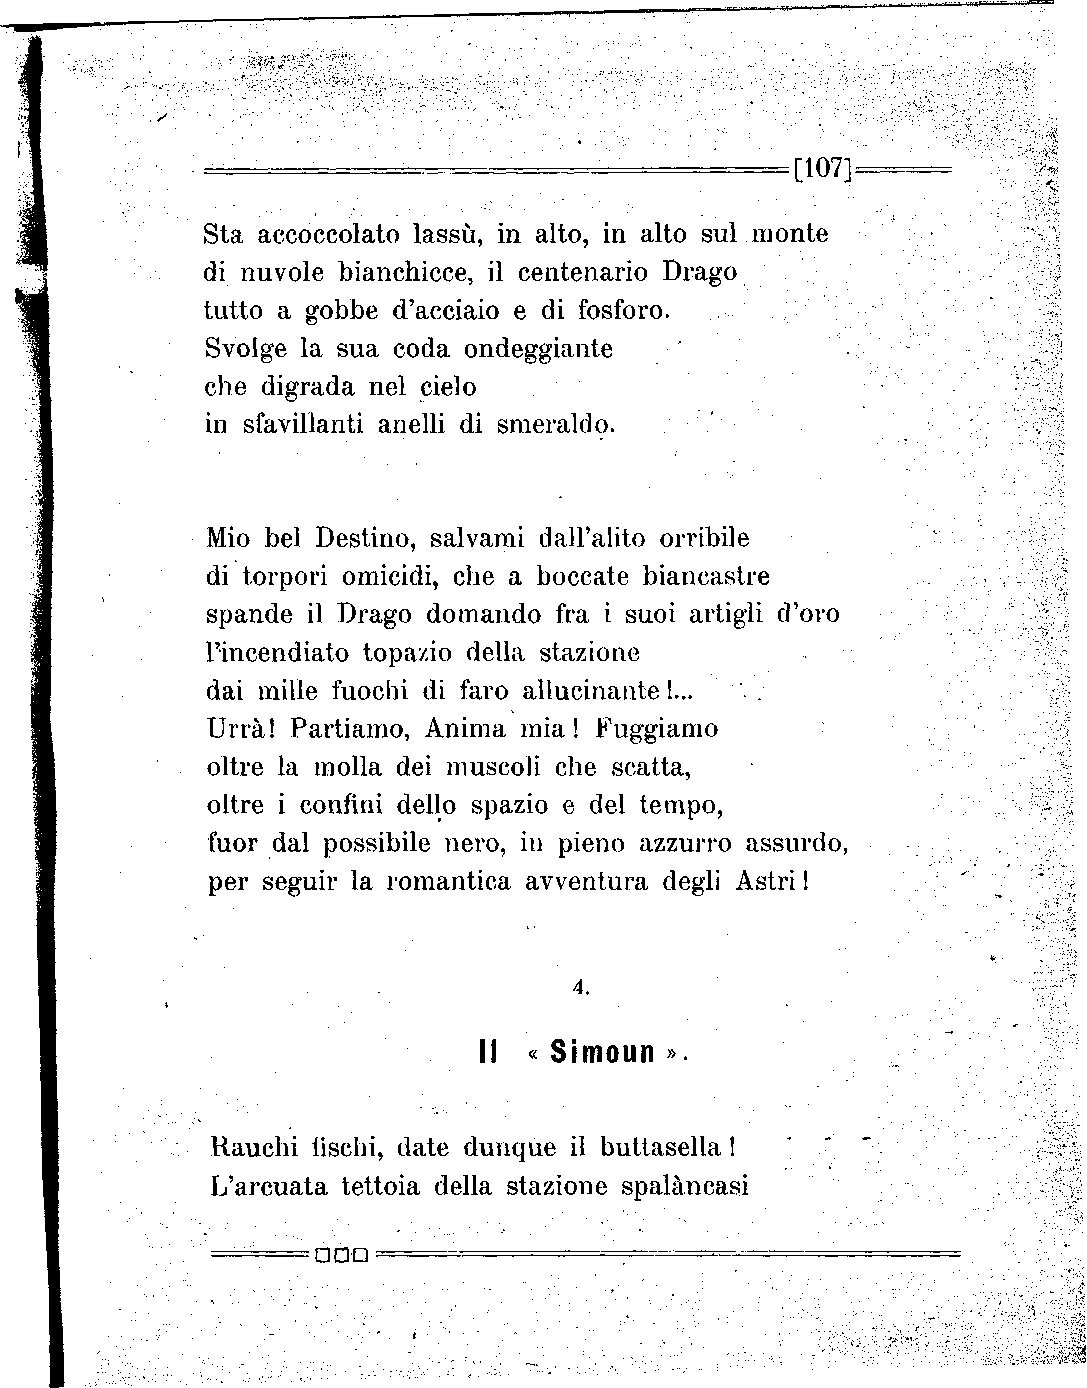 [107]
Sta accoccolato lassù, in alto, in alto sul monte
di nuvole bianchicce, il centenario Drago
tutto a gobbe d'acciaio e di fosforo.
Svolge la sua coda ondeggiante
che digrada nel cielo
in sfavillanti anelli di smeraldo.
Mio bel Destino, salvami dall'alito orribile
di torpori omicidi, che a boccate biancastre
spande il Drago domando fra i suoi artigli d'oro
l'incendiato topazio della stazione
dai mille fuochi di faro allucinante!...
Urrà! Partiamo, Anima mia! Fuggiamo
oltre la molla dei muscoli che scatta,
oltre i confini dello spazio e del tempo,
fuor dal possibile nero, in pieno azzurro assurdo,
per seguir la romantica avventura degli Astri!
4.
Il « Simoun ».
Rauchi fischi, date dunque il buttasella!
L'arcuata tettoia della stazione spalàncasi